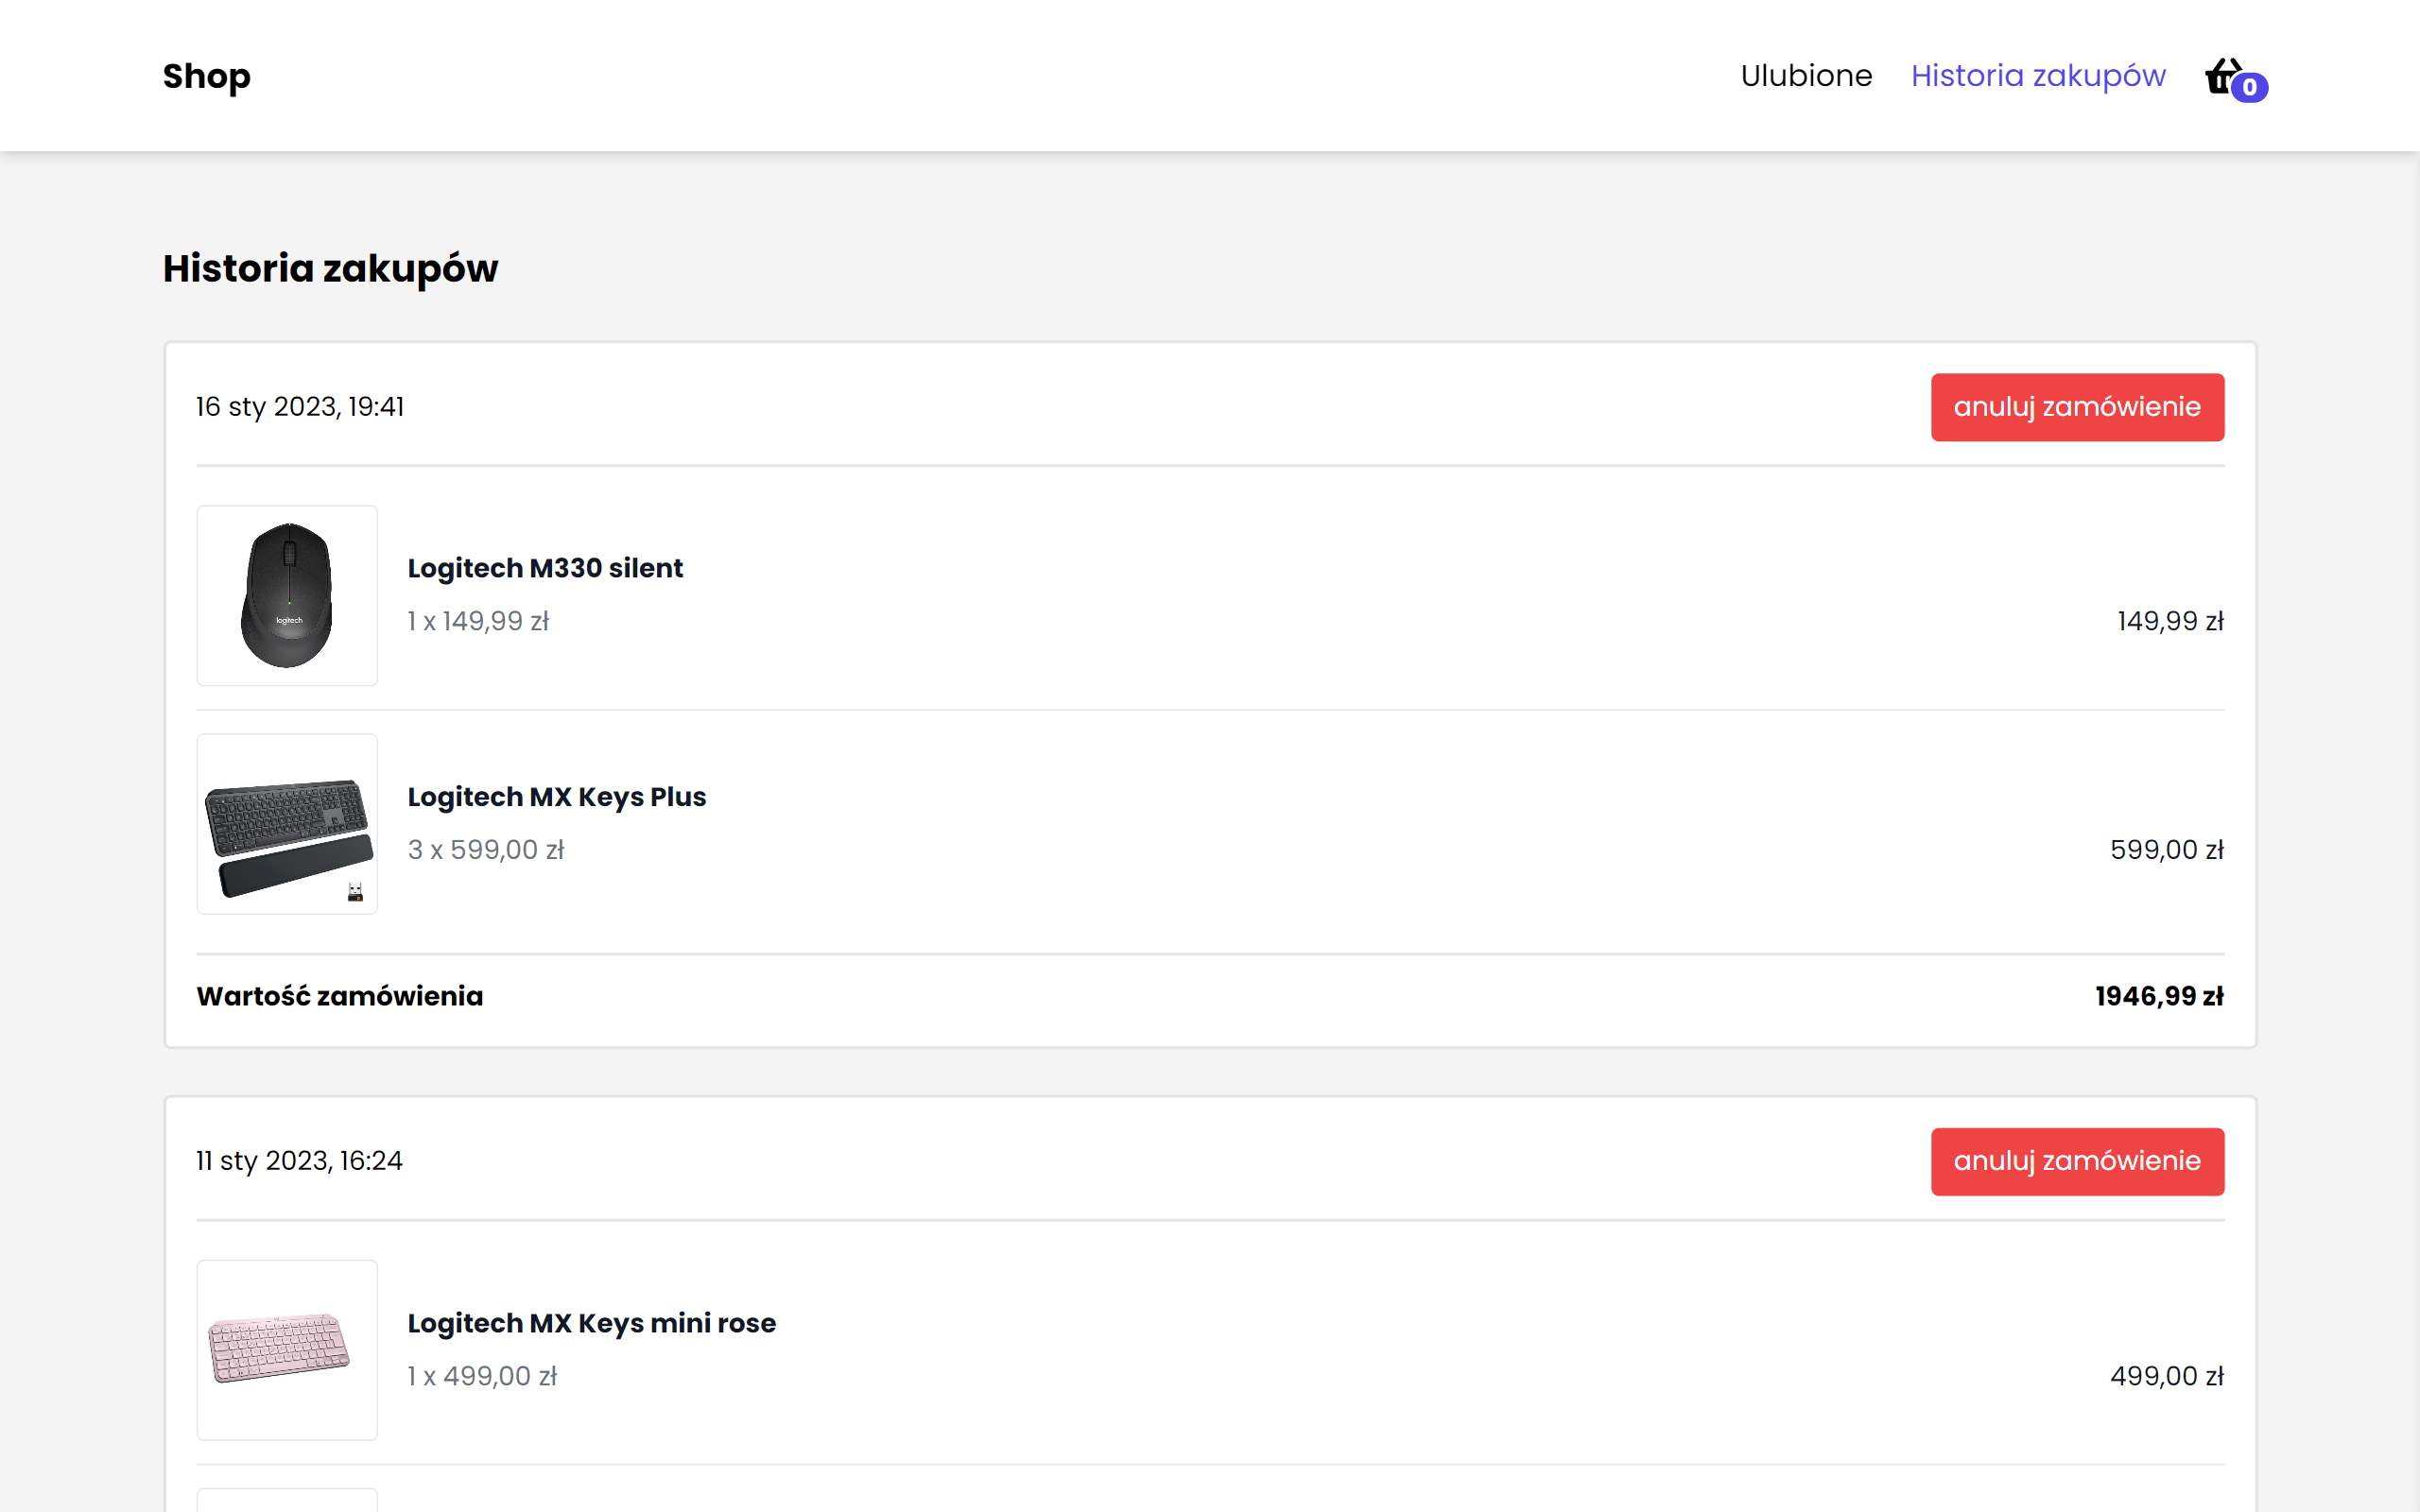 Shop
Ulubione
Historia zakupów
0
Historia zakupów
16 sty 2023, 19:41
anuluj zamówienie
logitech
Logitech M330 silent
1 x 149,99 zł
149,99 zł
Logitech MX Keys Plus
3 x 599,00 zł
599,00 zł
Wartość zamówienia
1946,99 zł
11 sty 2023, 16:24
anuluj zamówienie
Logitech MX Keys mini rose
1 x 499,00 zł
499,00 zł